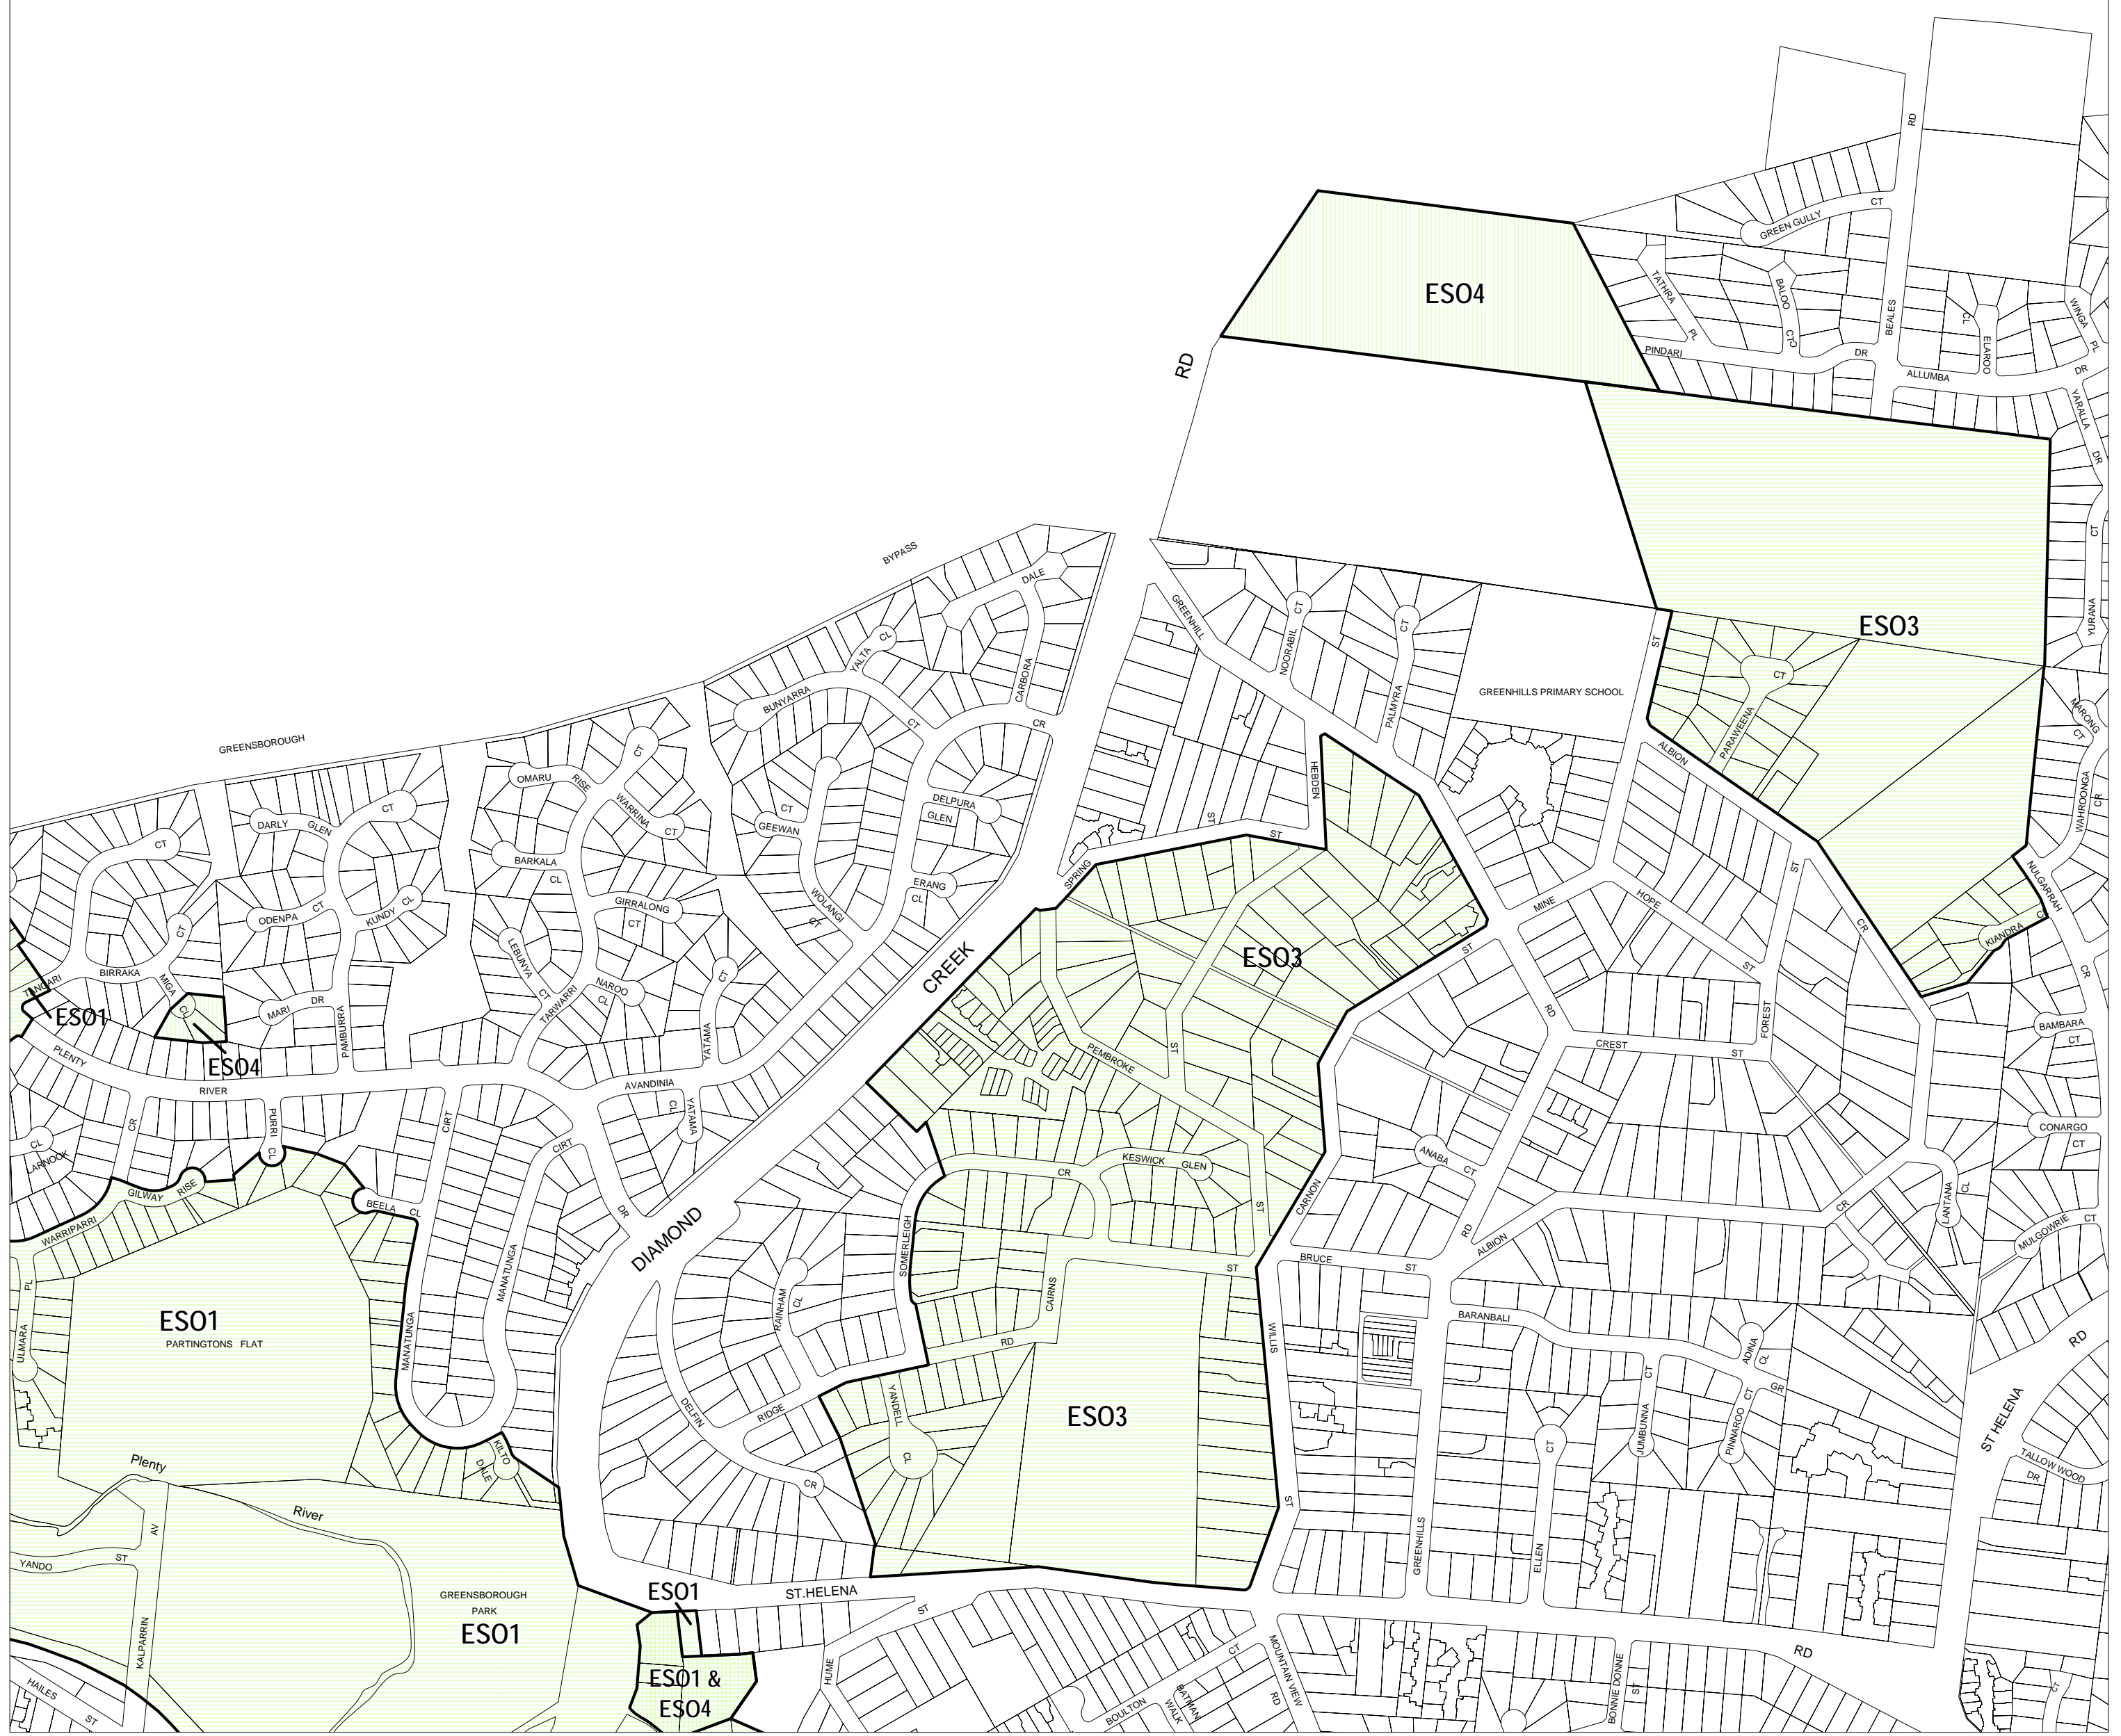 RD
GREEN GULLY
CT
ESO4
TATHRA
PL
BALOO
CT
BEALES
CL
ELAROO
WINGA
PL
RD
PINDARI
DR
ALLUMBA
DR
YARALLA
DR
CT
YURANA
BYPASS
DALE
CARBORA
CR
YALTA
CL
BUNYARRA
CT
GREENHILL
NOORABIL
CT
PALMYRA
CT
GREENHILLS PRIMARY SCHOOL
ST
ESO3
CT
PARAWEENA
MARONG
CT
WAHROONGA
CR
ALBION
GREENSBOROUGH
OMARU
RISE
CT
WARRINA
CT
CT
GEEWAN
DELPURA
GLEN
HEBDEN
ST
ST
SPRING
DARLY
GLEN
CT
CT
BARKALA
CL
GIRRALONG
CT
WOLANGI
CT
ERANG
CL
ODENPA
CT
KUNDY
CL
CT
LEBUNYA
CT
MINE
HOPE
ST
ST
CR
NULGARRAH
KIANDRA
CR
CREEK
ESO3
ST
BIRRAKA
MIGA
CL
TANDARI
ESO1
ESO4
MARI
DR
PAMBURRA
TARWARRI
NAROO
CL
CT
YATAMA
ST
PEMBROKE
RD
CREST
ST
FOREST
BAMBARA
CT
PLENTY
RIVER
AVANDINIA
CL
YATAMA
CR
PURRI
CL
CIRT
CIRT
CL
LARNOOK
CONARGO
CT
ANABA
CT
KESWICK
GLEN
CR
CARNON
GILWAY
RISE
BEELA
CL
WARRIPARRI
DR
DIAMOND
SOMERLEIGH
ST
RD
ALBION
CR
LANTANA
CL
MULGOWRIE
CT
BRUCE
ST
ST
MANATUNGA
MANATUNGA
RAINHAM
CL
CAIRNS
RD
PL
ULMARA
ESO1
PARTINGTONS FLAT
WILLIS
BARANBALI
ADINA
CL
RD
DELFIN
RIDGE
YANDELL
CL
ESO3
CT
JUMBUNNA
CT
PINNAROO
GR
ST HELENA
CT
KILTO
DALE
CR
TALLOW WOOD
DR
Plenty
River
ST
GREENHILLS
ELLEN
AV
YANDO
ST
KALPARRIN
GREENSBOROUGH
PARK
ESO1
ESO1
ST.HELENA
ST
ESO1 &
ESO4
HUME
HAILES
ST
BOULTON
CT
BATMAN
WALK
MOUNTAIN VIEW
RD
RD
BONNIE DONNE
ST
CT